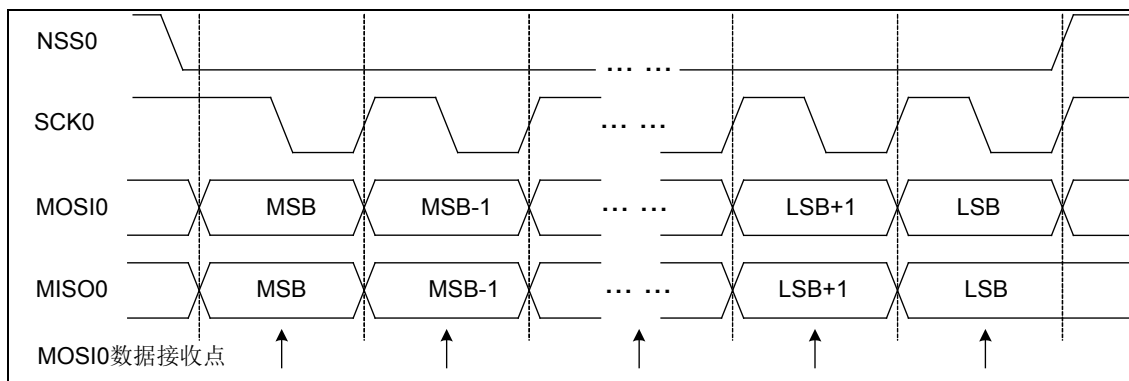 NSS0
... ...
SCK0
... ...
MOSI0 MSB MSB-1 ... ... LSB+1 LSB
MISO0 MSB MSB-1 ... ... LSB+1 LSB
MOSI0数据接收点